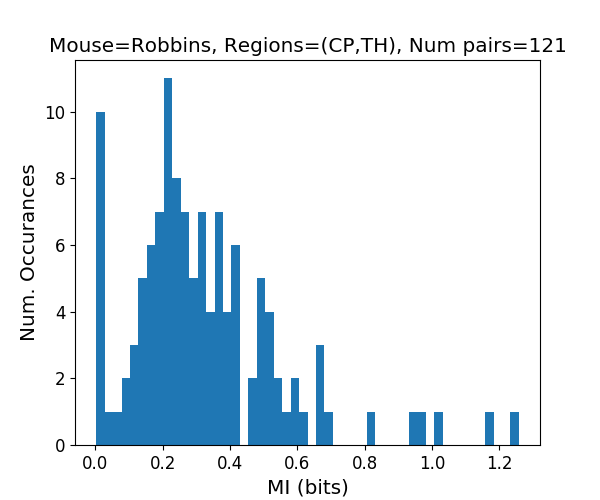 Mouse=Robbins, Regions=(CP,TH), Num pairs=121
Num. Occurances
10
8
6
4
2
0
0.0 0.2 0.4 0.6 0.8 1.0 1.2
MI (bits)